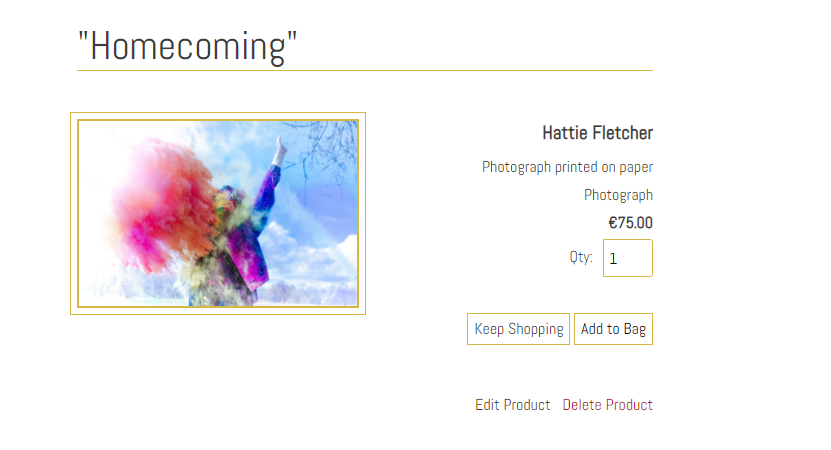 "Homecoming"
Hattie Fletcher
Photograph printed on paper
Photograph
€75.00
Qty: 1
Keep Shopping Add to Bag
Edit Product Delete Product